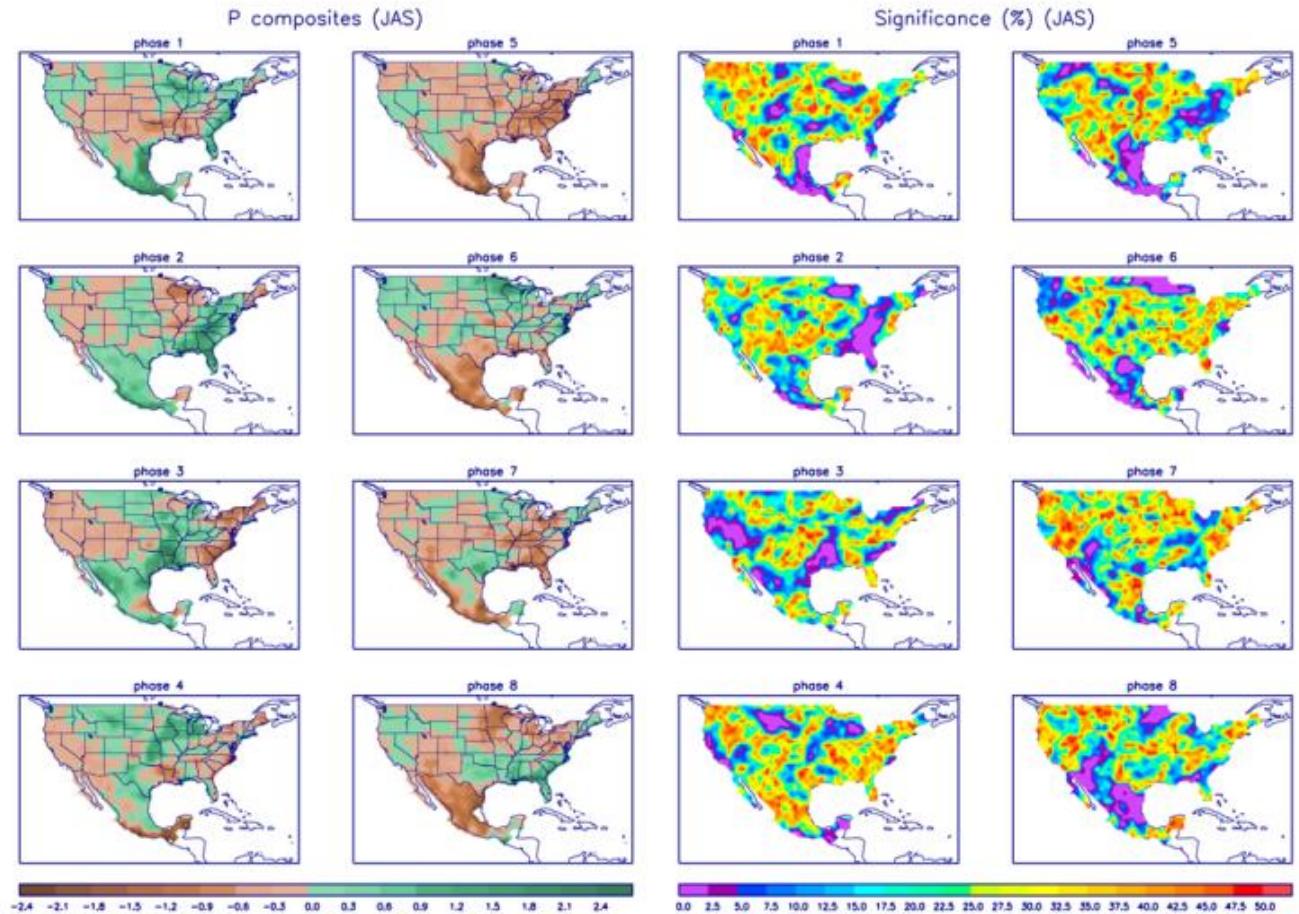 P composites (JAS) Significance (%) (JAS)
phase 1 phase 5 phase 1 phase 5
phase 2 phase 6 phase 2 phase 6
phase 3 phase 7 phase 3 phase 7
phase 4 phase 8 phase 4 phase 8
−2.4 −2.1 −1.8 −1.5 −1.2 −0.9 −0.6 −0.3 0.0 0.3 0.6 0.9 1.2 1.5 1.8 2.1 2.4 0.0 2.5 5.0 7.5 10.0 12.5 15.0 17.5 20.0 22.5 25.0 27.5 30.0 32.5 35.0 37.5 40.0 42.5 45.0 47.5 50.0